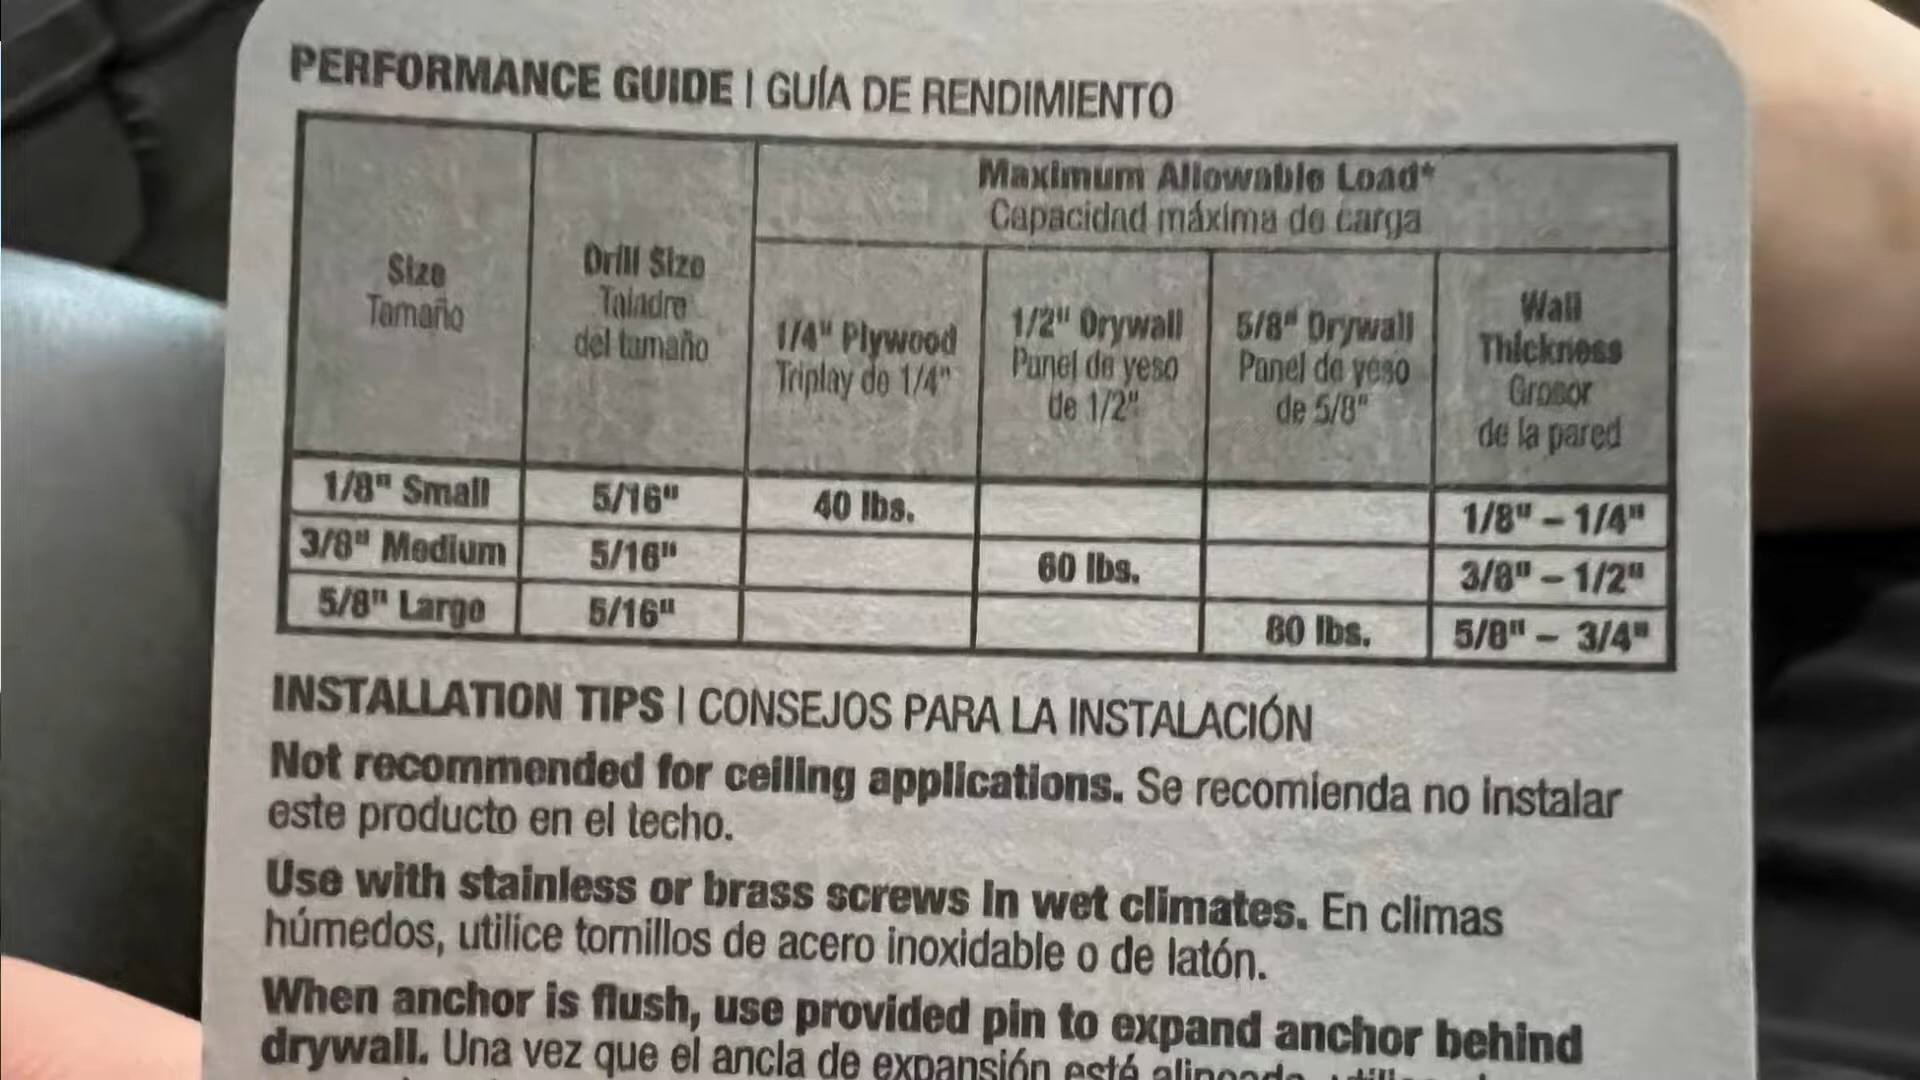 PERFORMANCE GUIDE | GUÍA DE RENDIMIENTO
Maximum Allowable Load*
Capacidad máxima de carga
Size
Tamaño
Drill Size
Taladro
del tamaño
1/4" Plywood
Triplay de 1/4"
1/2" Drywall
Panel de yeso
de 1/2"
5/8" Drywall
Panel de yeso
de 5/8"
Wall
Thickness
Grosor
de la pared
1/8" Small 5/16" 40 lbs. 1/8" – 1/4"
3/8" Medium 5/16" 60 lbs. 3/8" – 1/2"
5/8" Large 5/16" lbs. 5/8" – 3/4"
INSTALLATION TIPS | CONSEJOS PARA LA INSTALACIÓN
Not recommended for ceiling applications. Se recomienda no instalar
este producto en el techo.
Use with stainless or brass screws in wet climates. En climas
húmedos, utilice tornillos de acero inoxidable o de latón.
When anchor is flush, use provided pin to expand anchor behind
drywall. Una vez que el ancla de expansión está